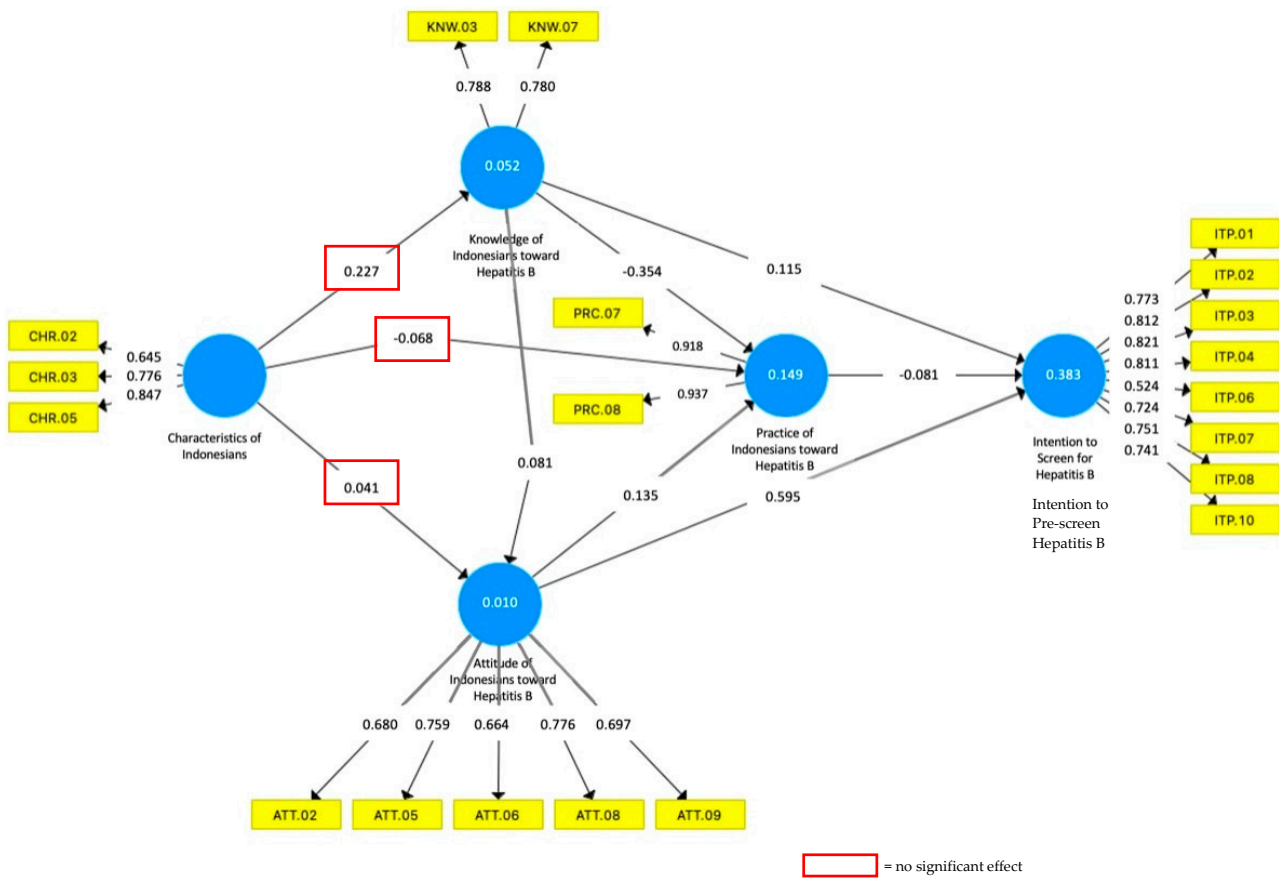 KNW.03
KNW.07
0.788
0.780
0.052
Knowledge of
Indonesians toward
Hepatitis B
0.227
-0.354
0.115
-0.068
CHR.02
CHR.03
CHR.05
0.645
0.776
0.847
Characteristics of
Indonesians
PRC.07
PRC.08
0.918
0.937
0.149
Practice of
Indonesians toward
Hepatitis B
-0.081
0.383
Intention to
Screen for
Hepatitis B
Intention to
Pre-screen
Hepatitis B
0.773
0.812
0.821
0.811
0.524
0.724
0.751
0.741
ITP.01
ITP.02
ITP.03
ITP.04
ITP.06
ITP.07
ITP.08
ITP.10
0.041
0.081
0.135
0.595
0.010
Attitude of
Indonesians toward
Hepatitis B
0.680
0.759
0.664
0.776
0.697
ATT.02
ATT.05
ATT.06
ATT.08
ATT.09
= no significant effect